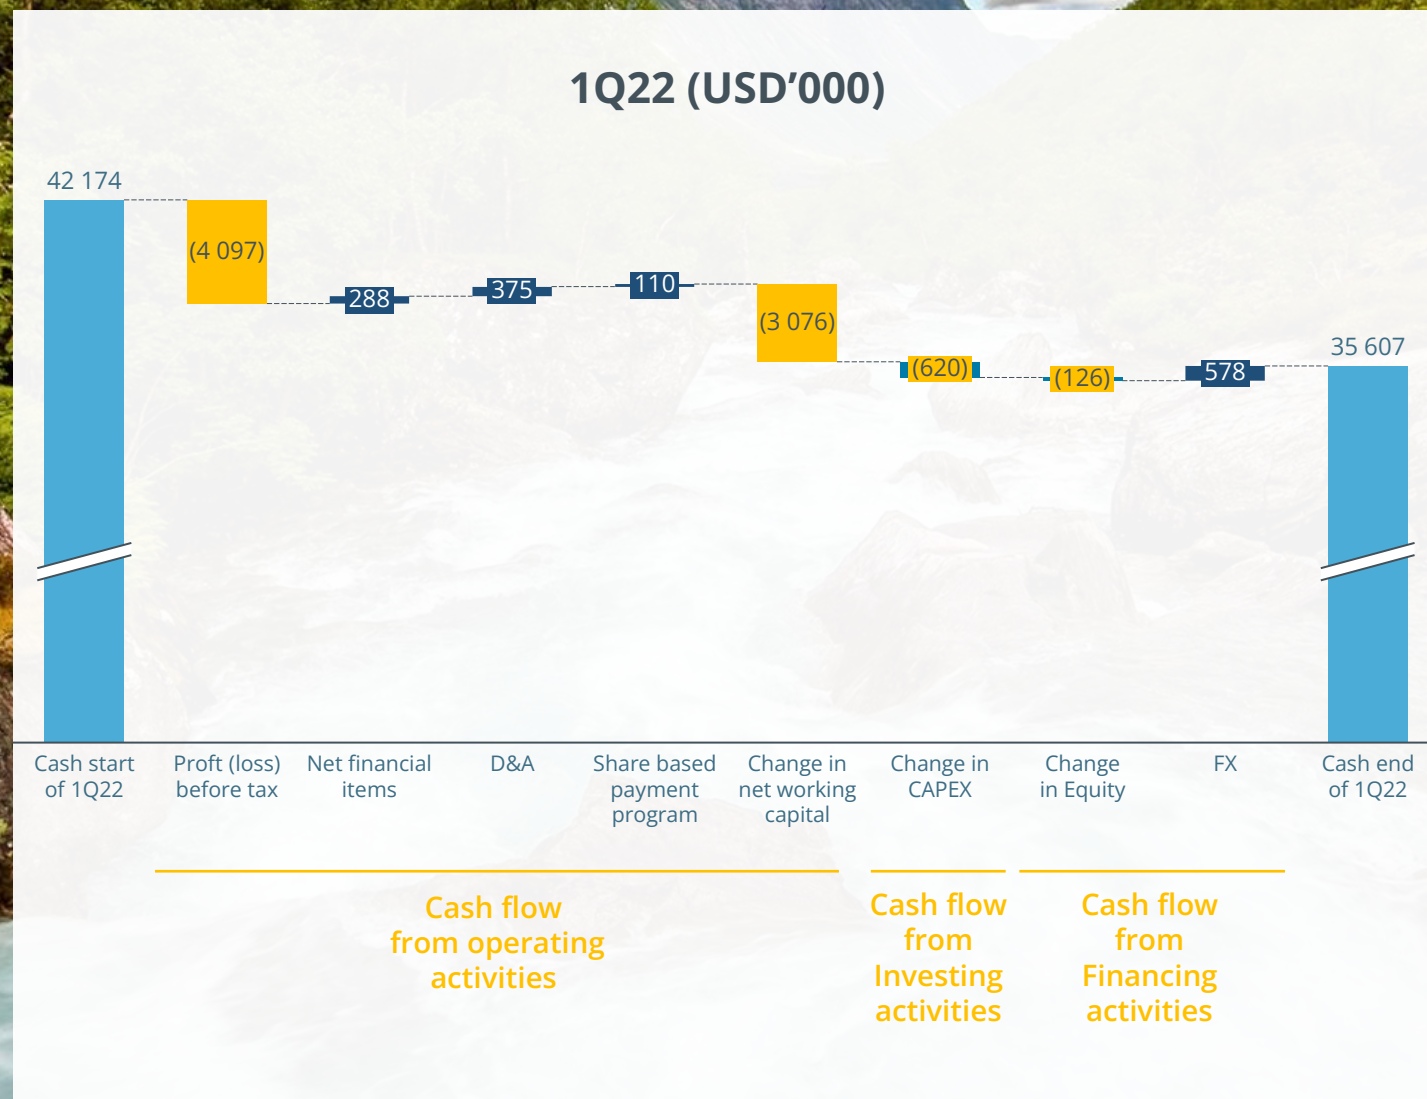 1Q22 (USD’000)
42 174
(4 097)
288
375
110
(3 076)
(620)
(126)
578
35 607
Cash start
of 1Q22
Proft (loss)
before tax
Net financial
items
D&A
Share based
payment
program
Change in
net working
capital
Change in
CAPEX
Change
in Equity
FX
Cash end
of 1Q22
Cash flow
from operating
activities
Cash flow
from
Investing
activities
Cash flow
from
Financing
activities